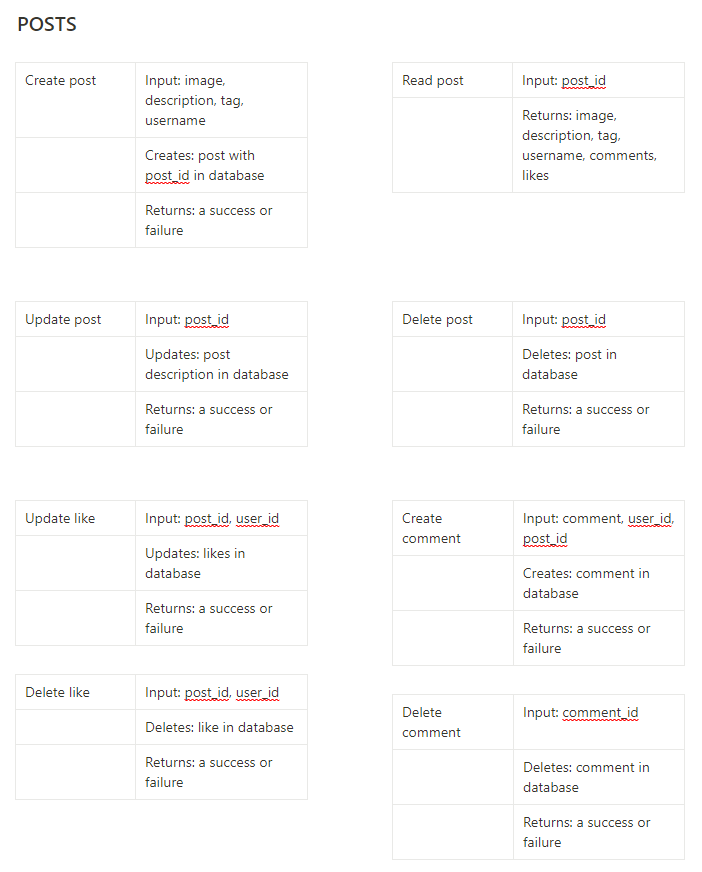 POSTS
Create post
Input: image,
description, tag,
username
Creates: post with
post_id in database
Returns: a success or
failure
Read post
Input: post_id
Returns: image,
description, tag,
username, comments,
likes
Update post
Input: post_id
Updates: post
description in database
Returns: a success or
failure
Delete post
Input: post_id
Deletes: post in
database
Returns: a success or
failure
Update like
Input: post_id, user_id
Updates: likes in
database
Returns: a success or
failure
Create
comment
Input: comment, user_id,
post_id
Creates: comment in
database
Returns: a success or
failure
Delete like
Input: post_id, user_id
Deletes: like in database
Returns: a success or
failure
Delete
comment
Input: comment_id
Deletes: comment in
database
Returns: a success or
failure